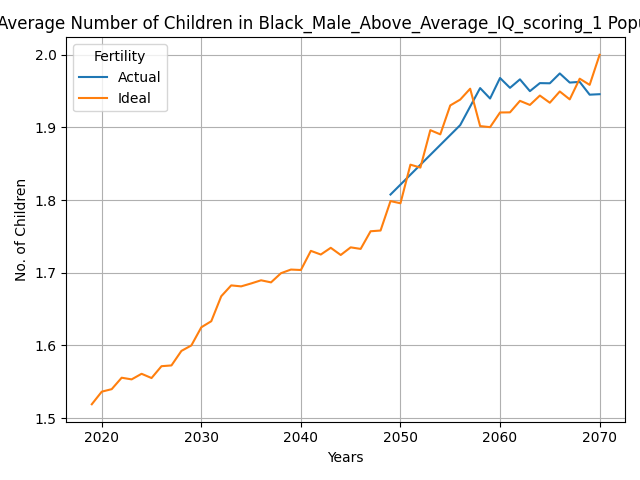 Average Number of Children in Black_Male_Above_Average_IQ_scoring_1
Fertility
Actual
Ideal
No. of Children
2.0
1.9
1.8
1.7
1.6
1.5
2020 2030 2040 2050 2060 2070
Years